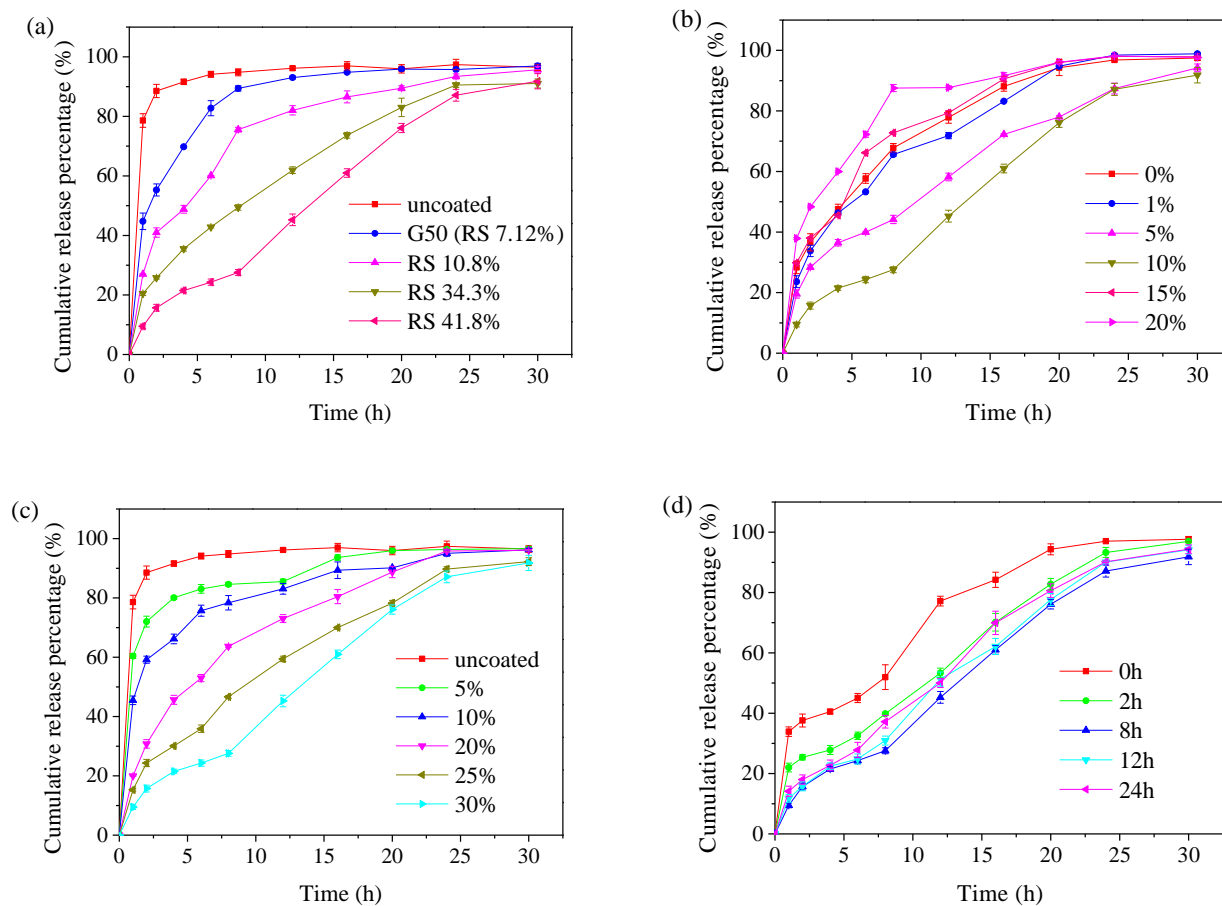 (a)
Cumulative release percentage (%)
100
80
60
40
20
0
uncoated
G50 (RS 7.12%)
RS 10.8%
RS 34.3%
RS 41.8%
0 5 10 15 20 25 30
Time (h)
(b)
Cumulative release percentage (%)
100
80
60
40
20
0
0%
1%
5%
10%
15%
20%
0 5 10 15 20 25 30
Time (h)
(c)
Cumulative release percentage (%)
100
80
60
40
20
0
uncoated
5%
10%
20%
25%
30%
0 5 10 15 20 25 30
Time (h)
(d)
Cumulative release percentage (%)
100
80
60
40
20
0
0h
2h
8h
12h
24h
0 5 10 15 20 25 30
Time (h)